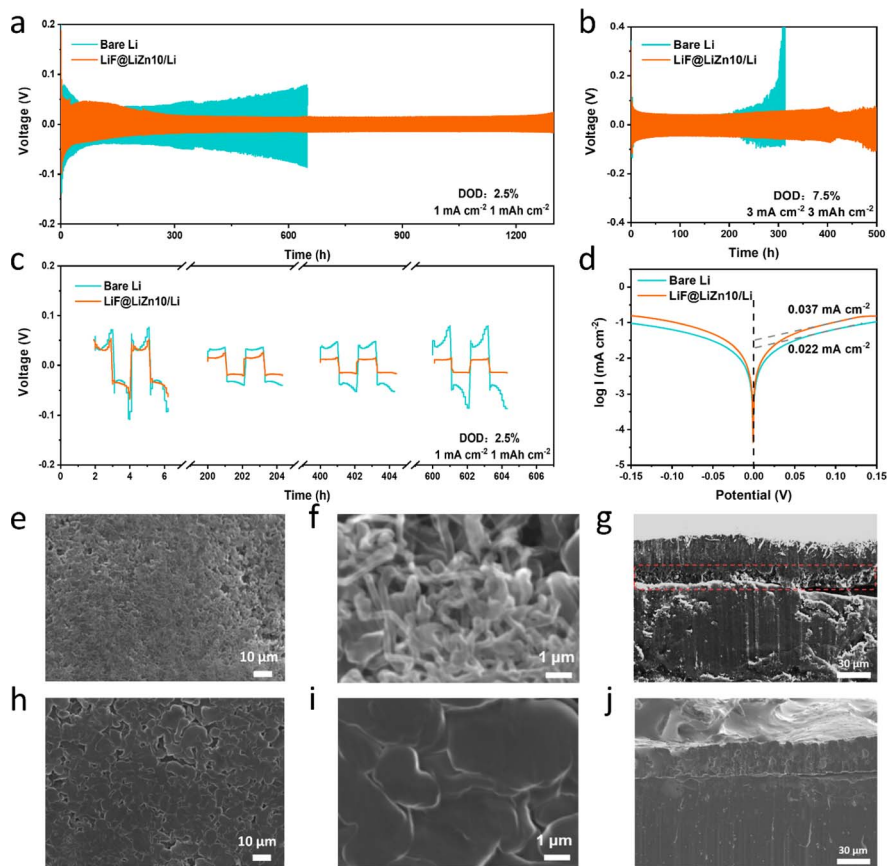 a
Bare Li
LiF@LiZn10/Li
Voltage (V)
0.2
0.1
0.0
-0.1
-0.2
DOD：2.5%
1 mA cm⁻² 1 mAh cm⁻²
0
300
600
900
1200
Time (h)
b
Bare Li
LiF@LiZn10/Li
Voltage (V)
0.4
0.2
0.0
-0.2
-0.4
DOD：7.5%
3 mA cm⁻² 3 mAh cm⁻²
0
100
200
300
400
500
Time (h)
c
Bare Li
LiF@LiZn10/Li
Voltage (V)
0.2
0.1
0.0
-0.1
-0.2
DOD：2.5%
1 mA cm⁻² 1 mAh cm⁻²
0
2
4
6
200
202
204
400
402
404
600
602
604
606
Time (h)
d
Bare Li
LiF@LiZn10/Li
log I (mA cm⁻²)
0
-1
-2
-3
-4
-5
0.037 mA cm⁻²
0.022 mA cm⁻²
-0.15
-0.10
-0.05
0.00
0.05
0.10
0.15
Potential (V)
e
10 μm
f
1 μm
g
30 μm
h
10 μm
i
1 μm
j
30 μm